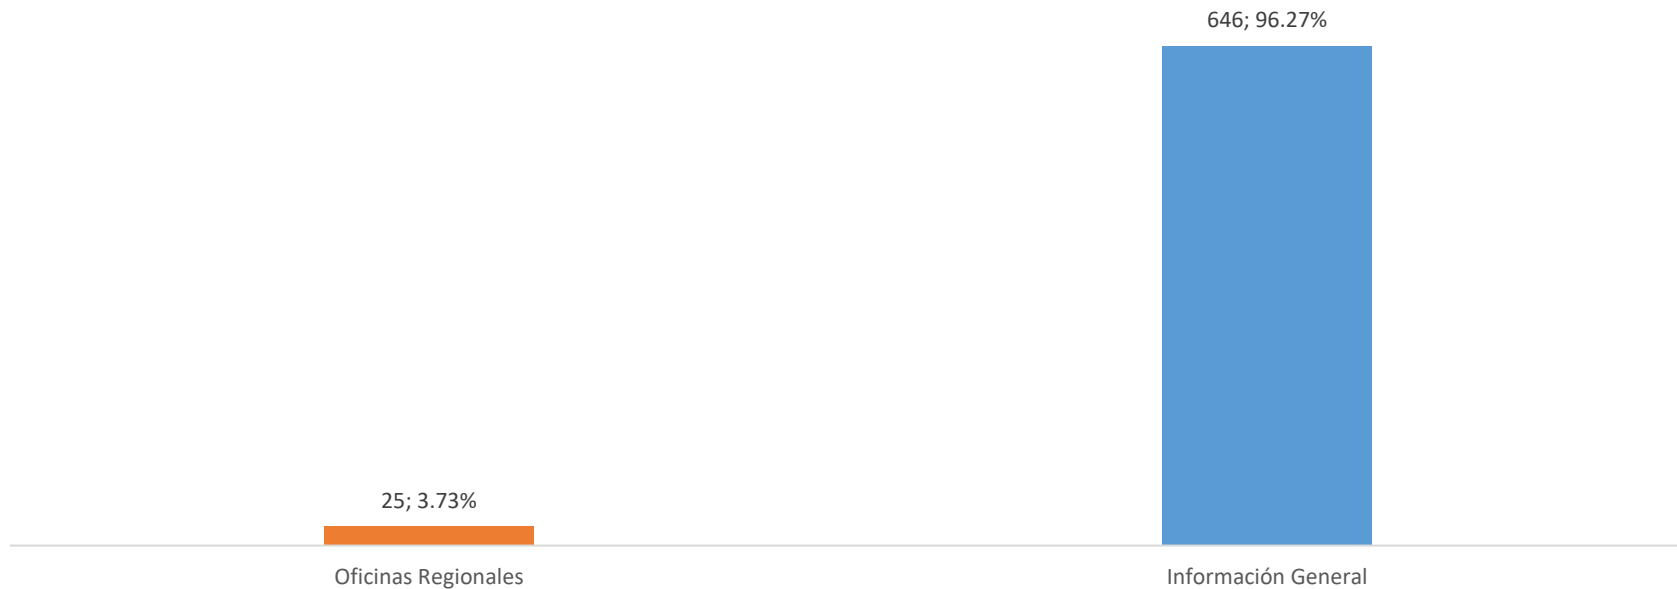 646; 96.27%
25; 3.73%
Oficinas Regionales
Información General